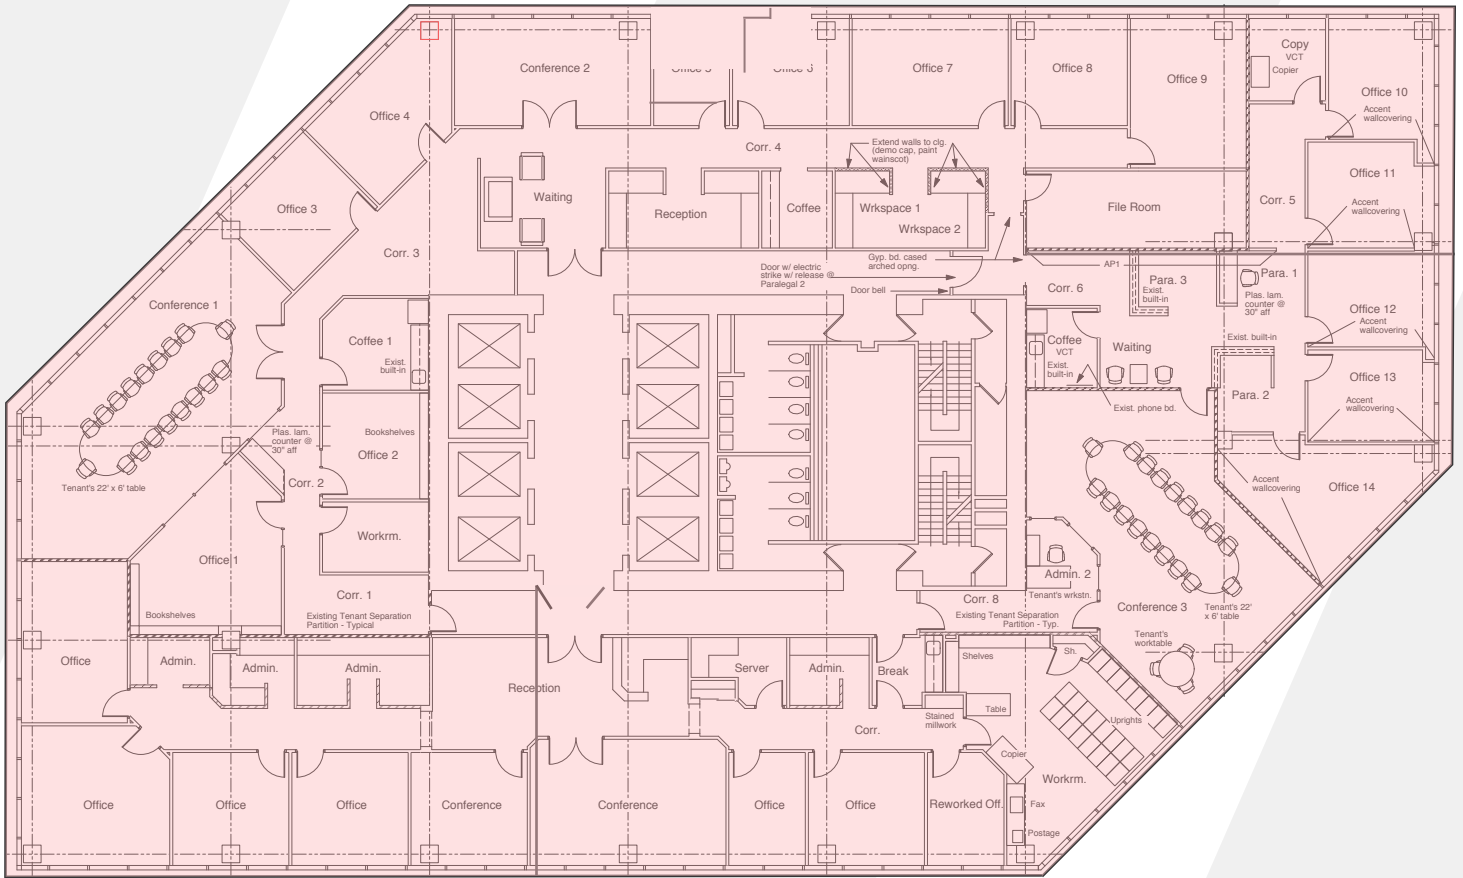 Conference 2
Office 5
Office 6
Office 7
Office 8
Office 9
Copy
VCT
Copier
Office 10
Accent
wallcovering
Office 4
Corr. 4
Extend walls to clg.
(demo cap, paint
wainscot)
Office 11
Office 3
Waiting
Reception
Coffee
Wrkspace 1
Wrkspace 2
File Room
Corr. 5
Accent
wallcovering
Corr. 3
Gyp. bd. cased
arched opng.
Door w/ electric
strike w/ release @
Paralegal 2
Door bell
AP1
Corr. 6
Para. 3
Exist.
built-in
Para. 1
Plas. lam.
counter @
30" aff
Conference 1
Office 12
Accent
wallcovering
Coffee 1
Exist.
built-in
Coffee
VCT
Exist.
built-in
Waiting
Exist. built-in
Office 13
Para. 2
Accent
wallcovering
Exist. phone bd.
Bookshelves
Office 2
Plas. lam.
counter @
30" aff
Tenant's 22' x 6' table
Corr. 2
Accent
wallcovering
Office 14
Workrm.
Office 1
Admin. 2
Tenant's wrkstn.
Corr. 1
Existing Tenant Separation
Partition - Typical
Bookshelves
Corr. 8
Existing Tenant Separation
Partition - Typ.
Conference 3
Tenant's 22'
x 6' table
Tenant's
worktable
Office
Admin.
Admin.
Admin.
Reception
Server
Admin.
Break
Shelves
Sh.
Table
Stained
millwork
Uprights
Corr.
Copier
Workrm.
Office
Office
Office
Conference
Conference
Office
Office
Reworked Off.
Fax
Postage